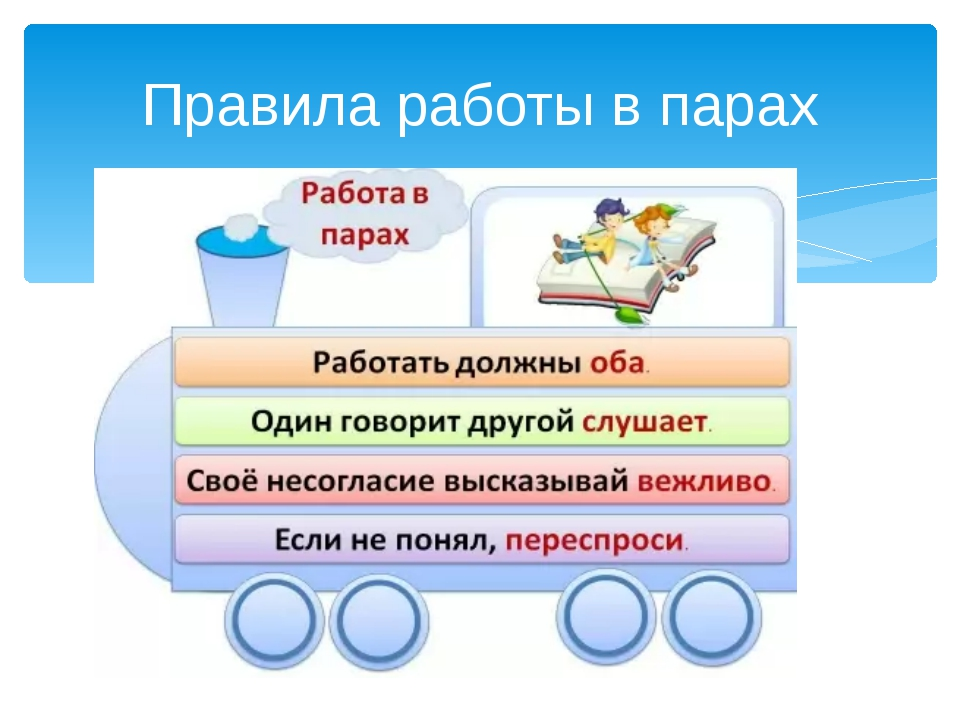 Правила работы в парах
Работа в
парах
Работать должны оба.
Один говорит другой слушает.
Своё несогласие высказывай вежливо.
Если не понял, переспроси.